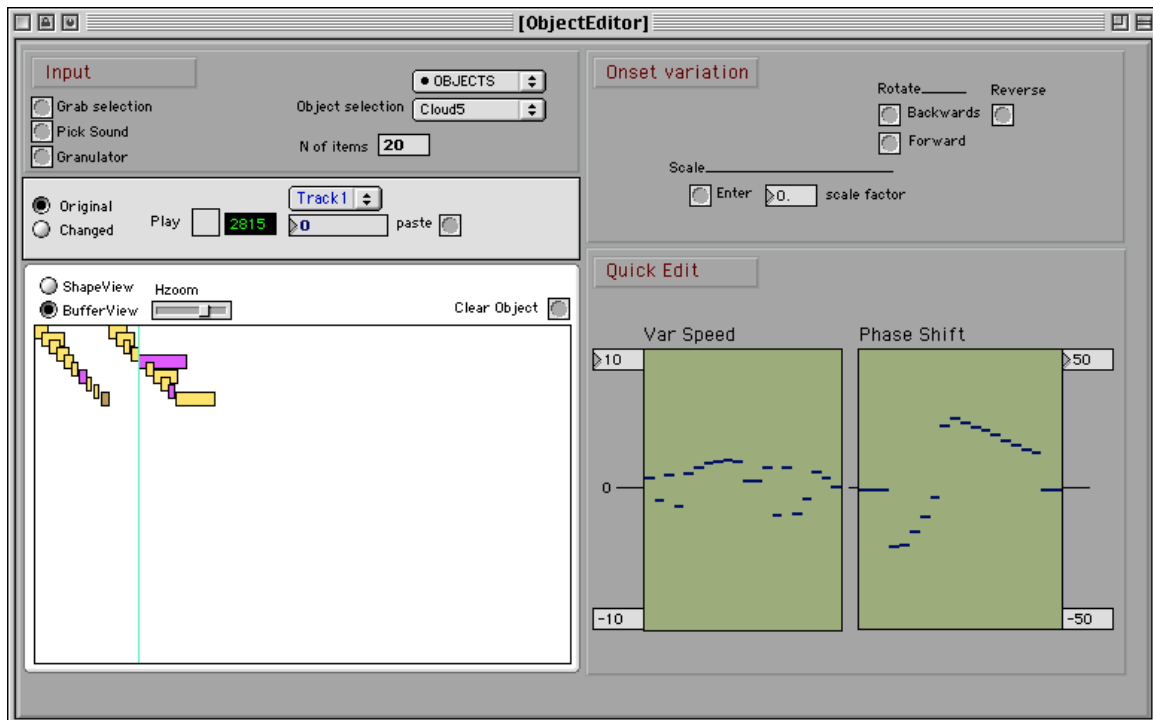 [ObjectEditor]
Input
● OBJECTS
Grab selection
Object selection Cloud5
Pick Sound
N of items 20
Granulator
Original
Changed
Play 2815
Track1
0
paste
ShapeView
BufferView
Hzoom
Clear Object
Onset variation
Rotate Reverse
Backwards
Forward
Scale
Enter 0. scale factor
Quick Edit
Var Speed Phase Shift
10 50
0
-10 -50